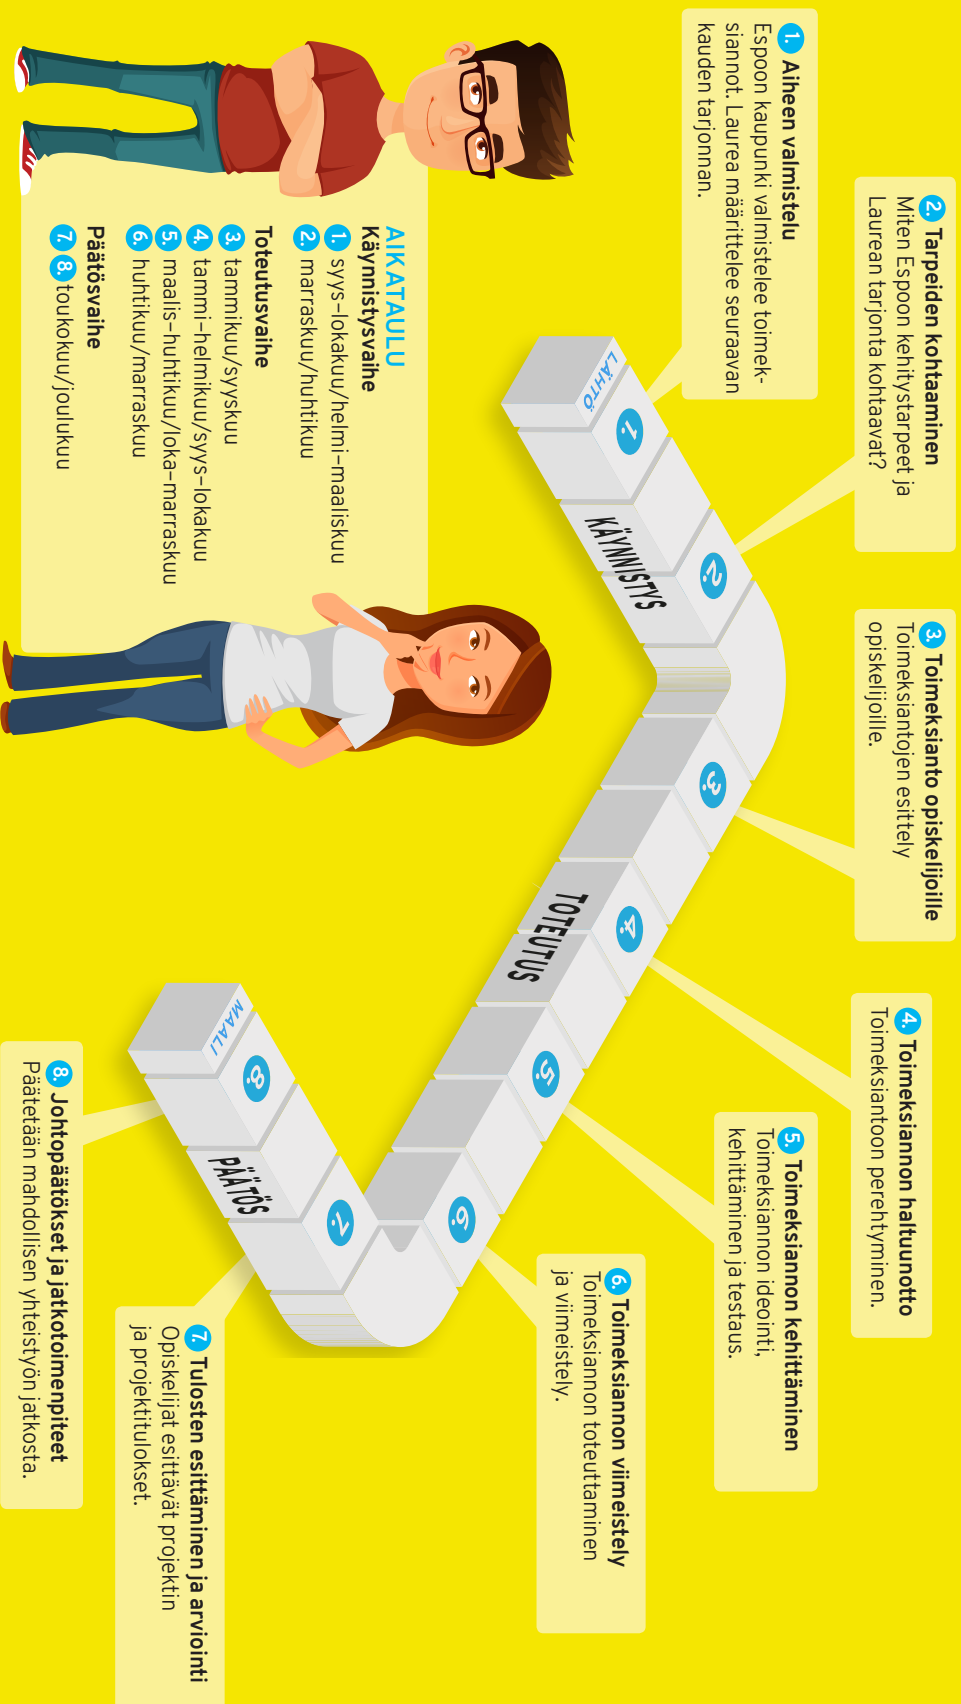 1. Aiheen valmistelu
Espoon kaupunki valmistelee toimek-
siannot. Laurea määrittelee seuraavan
kauden tarjonnan.
2. Tarpeiden kohtaaminen
Miten Espoon kehitystarpeet ja
Laurean tarjonta kohtaavat?
3. Toimeksianto opiskelijoille
Toimeksiantojen esittely
opiskelijoille.
4. Toimeksiannon haltuunotto
Toimeksiantoon perehtyminen.
5. Toimeksiannon kehittäminen
Toimeksiannon ideointi,
kehittäminen ja testaus.
6. Toimeksiannon viimeistely
Toimeksiannon toteuttaminen
ja viimeistely.
7. Tulosten esittäminen ja arviointi
Opiskelijat esittävät projektin
ja projektitulokset.
8. Johtopäätökset ja jatkotoimenpiteet
Päätetään mahdollisen yhteistyön jatkosta.
LÄHTÖ
1.
2.
KÄYNNISTYS
3.
4.
TOTEUTUS
5.
6.
7.
PÄÄTÖS
8.
MAALI
AIKATAULU
Käynnistysvaihe
1. syys–lokakuu/helmi–maaliskuu
2. marraskuu/huhtikuu
Toteutusvaihe
3. tammikuu/syyskuu
4. tammi–helmikuu/syys–lokakuu
5. maalis–huhtikuu/loka–marraskuu
6. huhtikuu/marraskuu
Päätösvaihe
7. 8. toukokuu/joulukuu